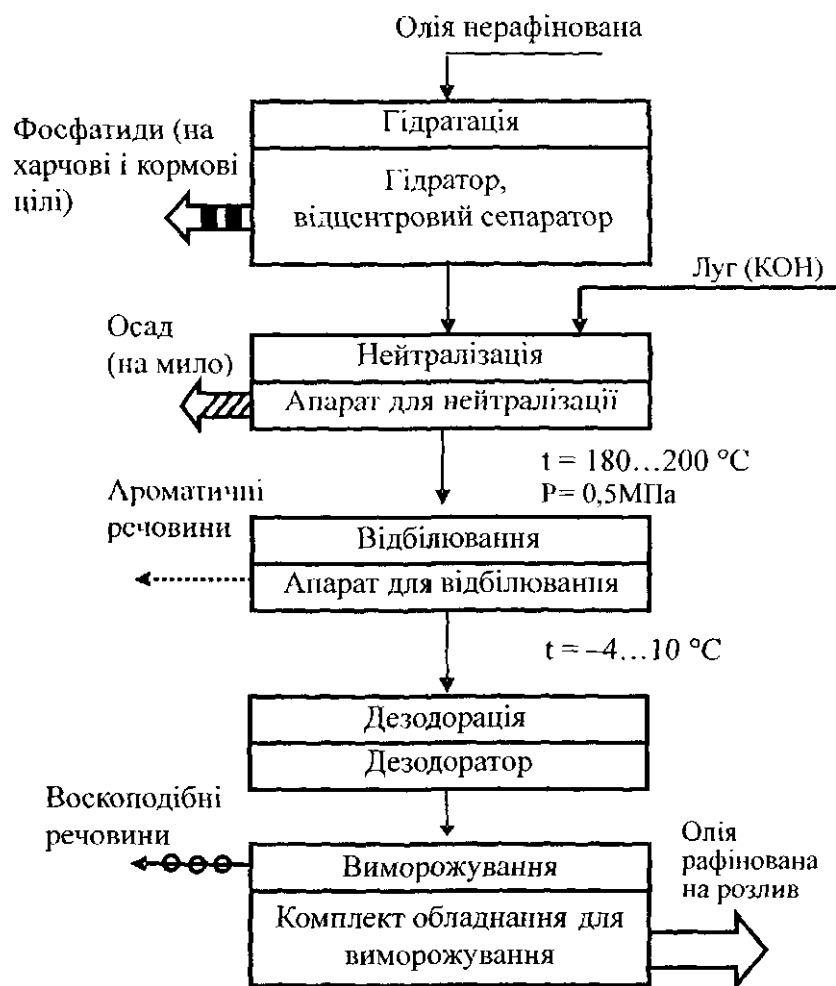 Олія нерафінована
Гідратація
Фосфатиди (на
харчові і кормові
цілі)
Гідратор,
відцентровий сепаратор
Луг (КОН)
Осад
(на мило)
Нейтралізація
Апарат для нейтралізації
t = 180...200 °C
P= 0,5МПа
Ароматичні
речовини
Відбілювання
Апарат для відбілювання
t = –4...10 °C
Дезодорація
Дезодоратор
Воскоподібні
речовини
Виморожування
Комплект обладнання для
виморожування
Олія
рафінована
на розлив